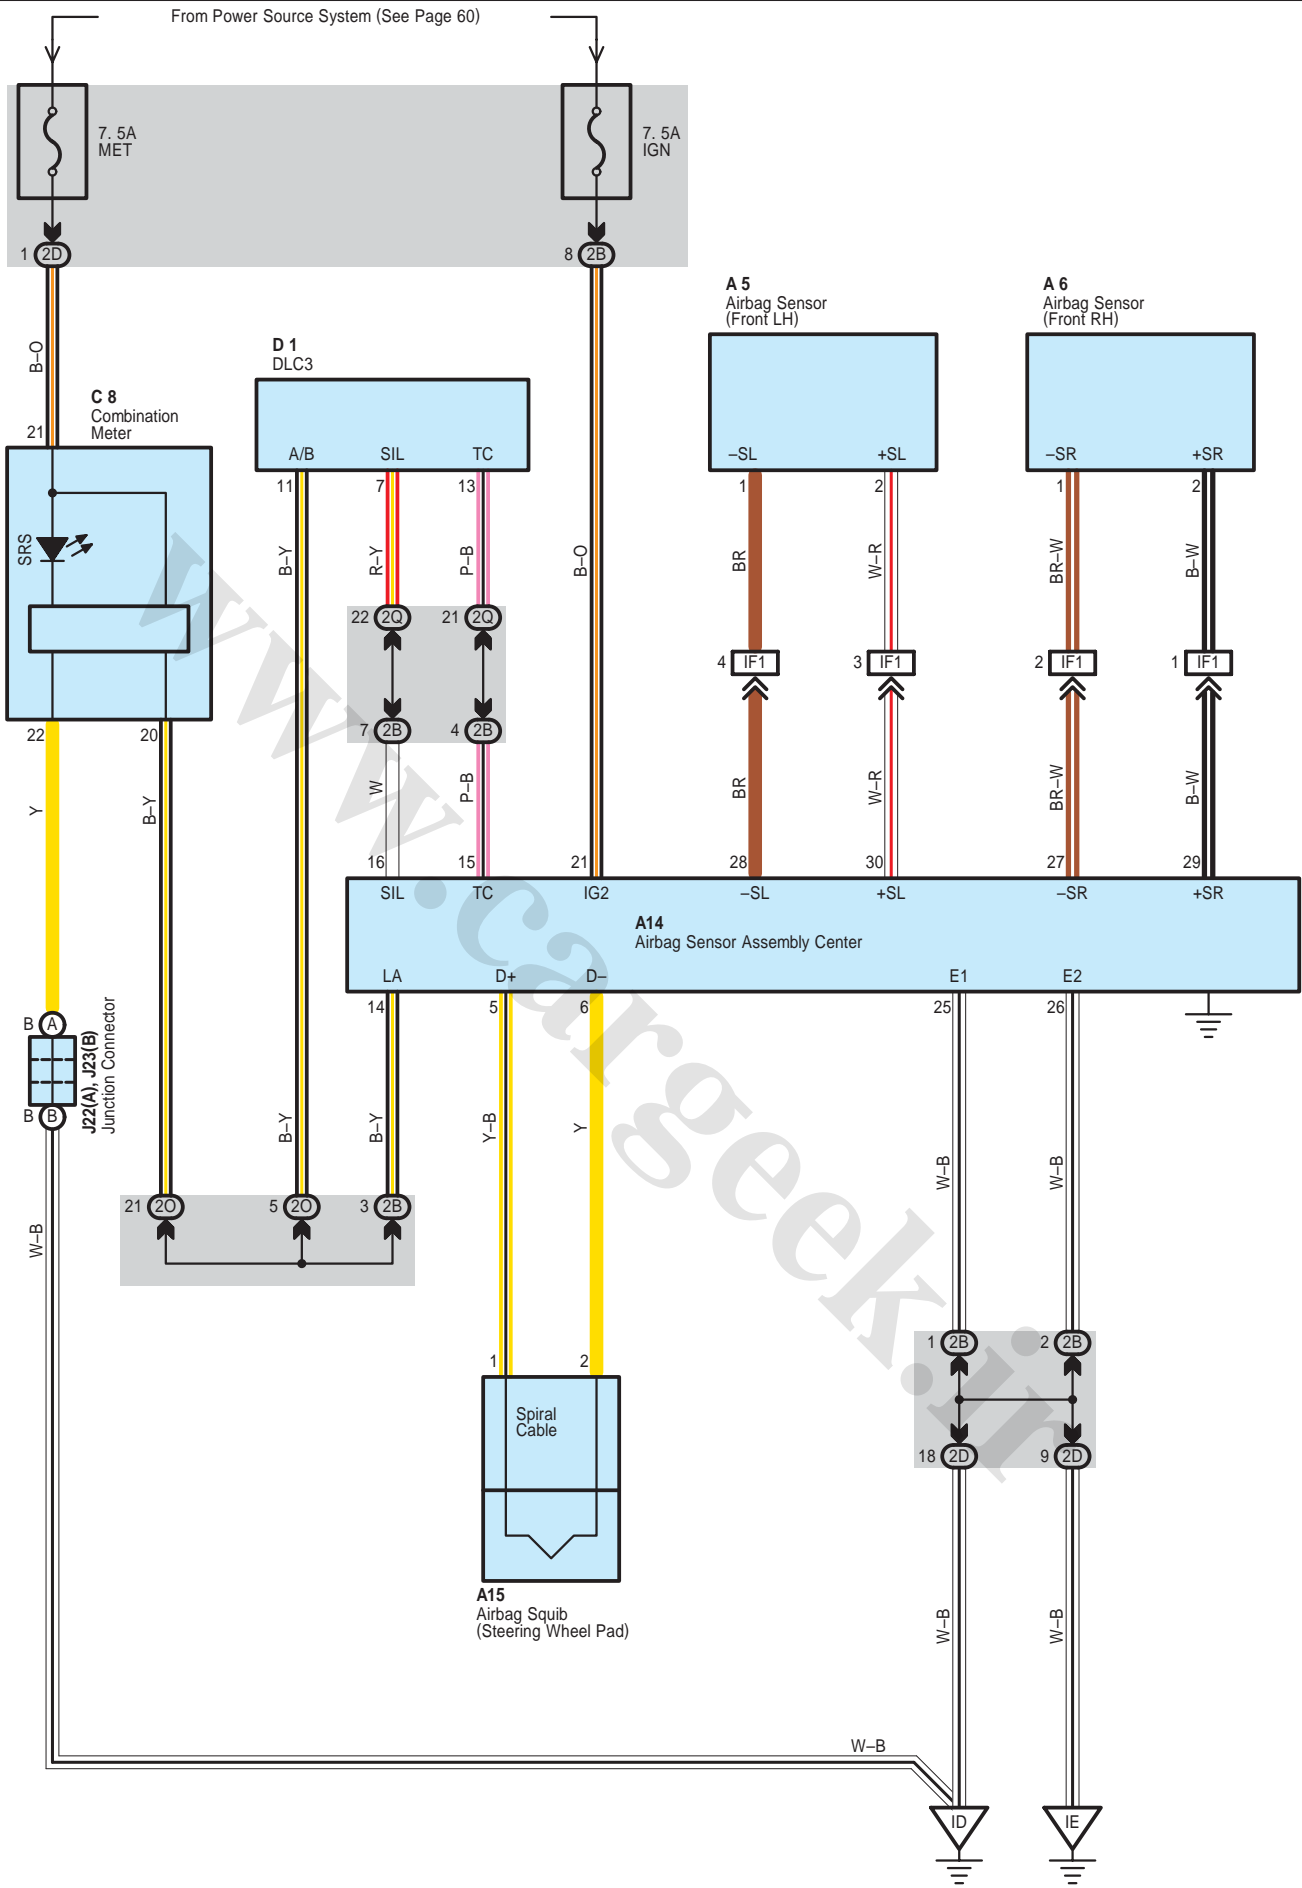 From Power Source System (See Page 60)
7. 5A
MET
7. 5A
IGN
1 2D
8 2B
A 5
Airbag Sensor
(Front LH)
A 6
Airbag Sensor
(Front RH)
B–O
D 1
DLC3
C 8
Combination
Meter
21
A/B SIL TC
–SL +SL
–SR +SR
11 7 13
1 2 1 2
SRS
B–Y R–Y P–B B–O BR W–R BR–W B–W
22 2Q 21 2Q
4 IF1 3 IF1 2 IF1 1 IF1
22 20
7 2B 4 2B
Y B–Y W P–B BR W–R BR–W B–W
16 15 21 28 30 27 29
SIL TC IG2 –SL +SL –SR +SR
A14
Airbag Sensor Assembly Center
LA D+ D– E1 E2
14 5 6 25 26
B A
J22(A), J23(B)
Junction Connector
B B
B–Y B–Y Y–B Y W–B W–B
21 2O 5 2O 3 2B
W–B
1 2B 2 2B
1 2
Spiral
Cable
18 2D 9 2D
A15
Airbag Squib
(Steering Wheel Pad)
W–B W–B
W–B
ID IE
www.cargeek.ir